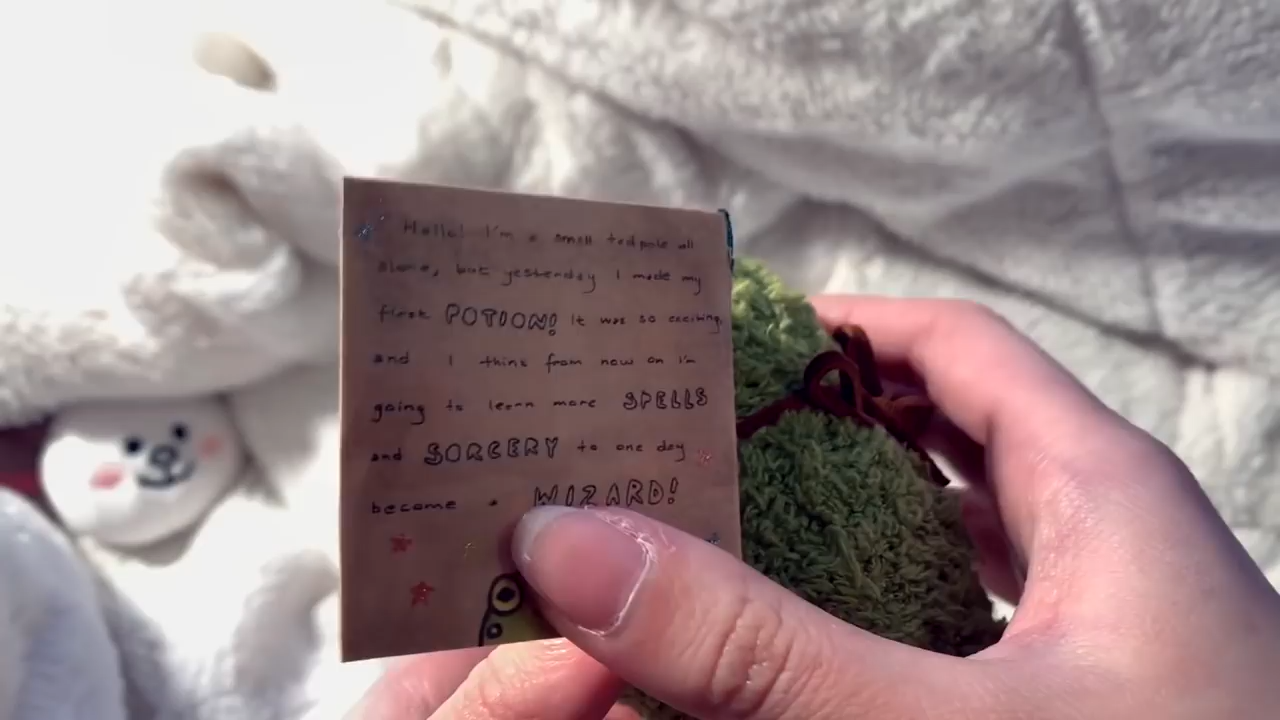 Hello! I'm a small tadpole all
alone, but yesterday I made my
first POTION! It was so exciting,
and I think from now on i'm
going to learn more SPELLS
and SORCERY to one day
become a WIZARD!